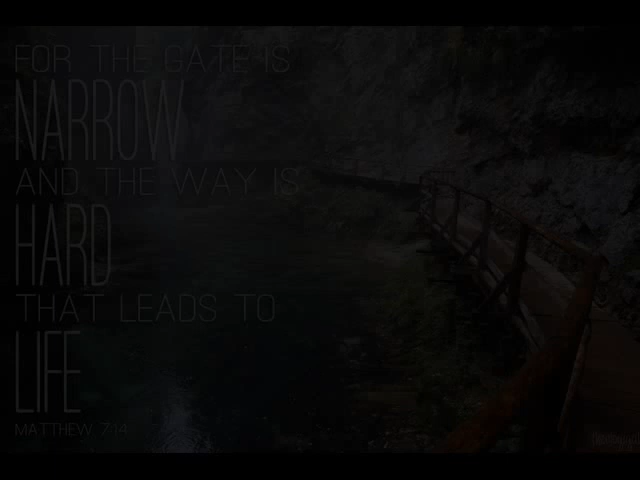 FOR THE GATE IS
NARROW
AND THE WAY IS
HARD
THAT LEADS TO
LIFE
MATTHEW 7:14